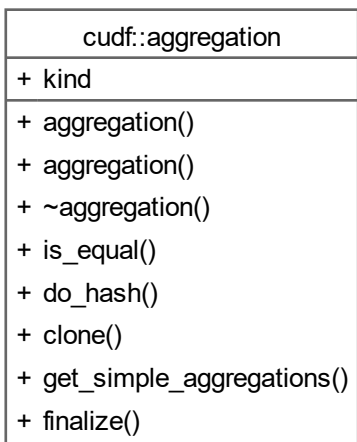 cudf::aggregation
+ kind
+ aggregation()
+ aggregation()
+ ~aggregation()
+ is_equal()
+ do_hash()
+ clone()
+ get_simple_aggregations()
+ finalize()